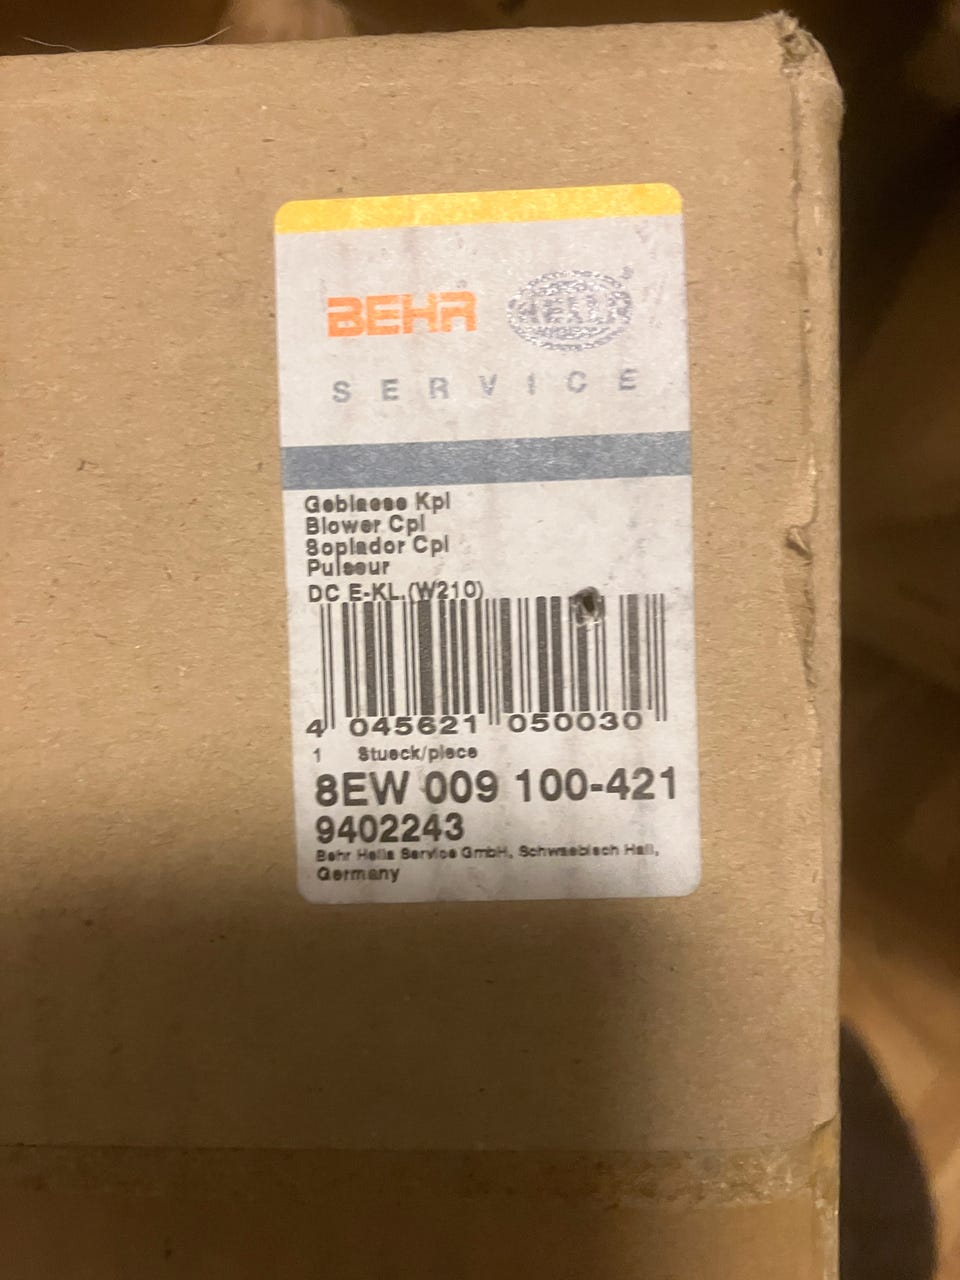 BEHR HELLA
SERVICE
Geblaese Kpl
Blower Cpl
Soplador Cpl
Pulseur
DC E-KL.(W210)
4 045621 050030
1 Stueck/piece
8EW 009 100-421
9402243
Behr Hella Service GmbH, Schwaebisch Hall,
Germany